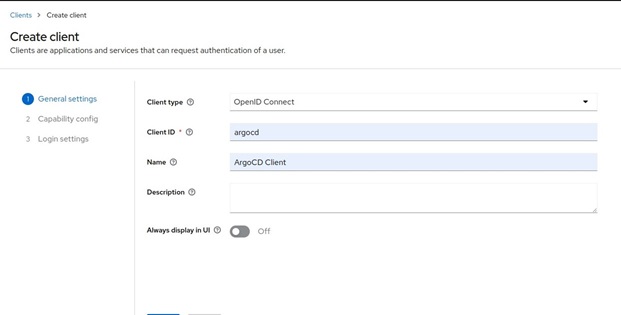 Clients > Create client
Create client
Clients are applications and services that can request authentication of a user.
1 General settings
2 Capability config
3 Login settings
Client type ? OpenID Connect
Client ID * ? argocd
Name ? ArgoCD Client
Description ?
Always display in UI ? Off